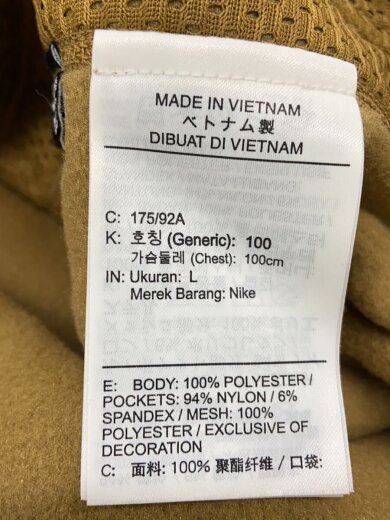 MADE IN VIETNAM
ベトナム製
DIBUAT DI VIETNAM
C: 175/92A
K: 호칭 (Generic): 100
가슴둘레 (Chest): 100cm
IN: Ukuran: L
Merek Barang: Nike
E: BODY: 100% POLYESTER /
POCKETS: 94% NYLON / 6%
SPANDEX / MESH: 100%
POLYESTER / EXCLUSIVE OF
DECORATION
C: 面料: 100% 聚酯纤维 / 口袋: